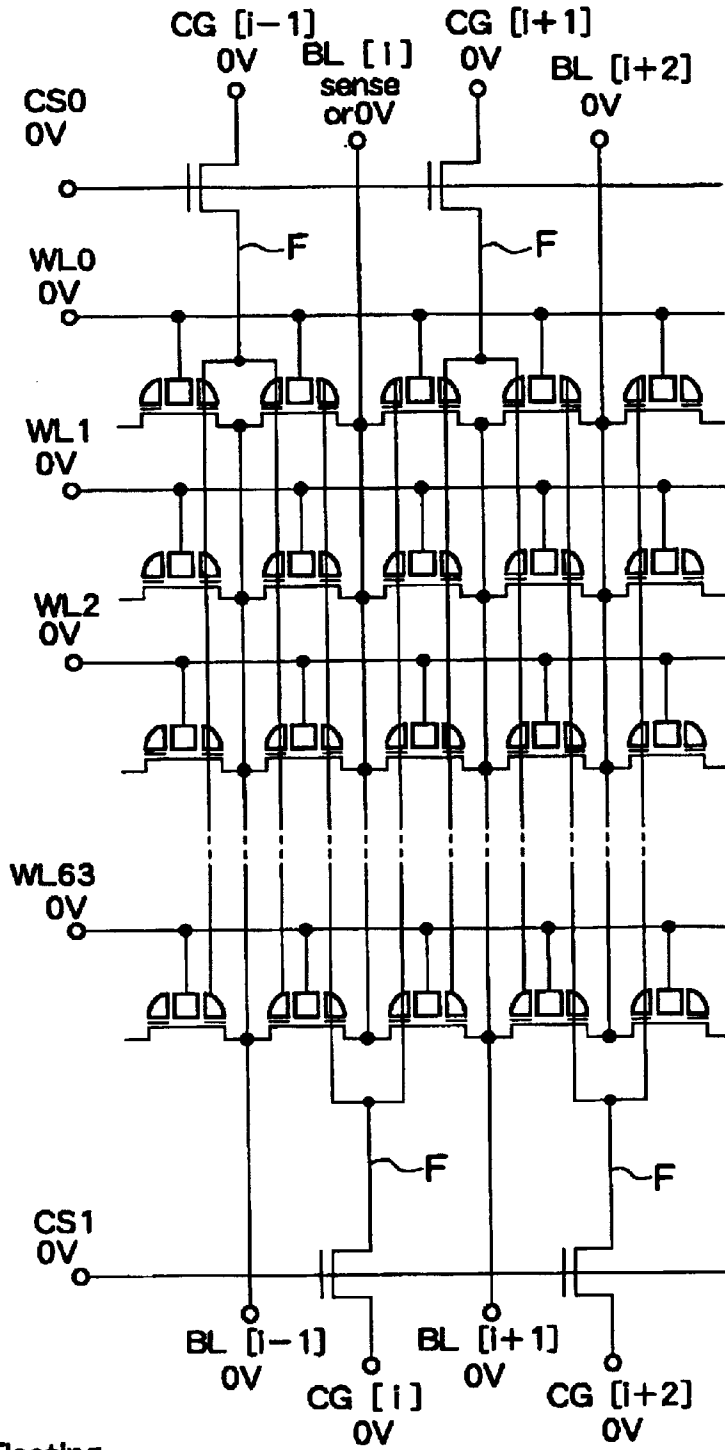 CG [i-1]
0V
BL [i]
sense
or0V
CG [i+1]
0V
BL [i+2]
0V
CS0
0V
F
F
WL0
0V
WL1
0V
WL2
0V
WL63
0V
F
F
CS1
0V
BL [i-1]
0V
BL [i+1]
0V
CG [i]
0V
CG [i+2]
0V